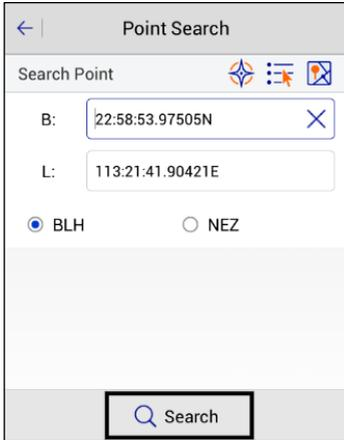 Point Search
Search Point
B: 22:58:53.97505N
L: 113:21:41.90421E
BLH NEZ
Search